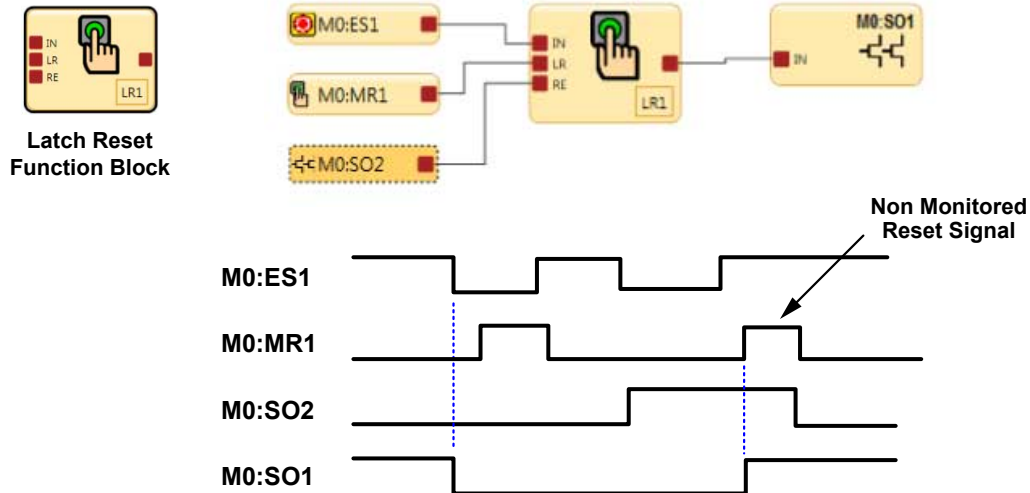 IN
LR
RE
LR1
Latch Reset
Function Block
M0:ES1
M0:MR1
M0:SO2
IN
LR
RE
LR1
M0:SO1
IN
Non Monitored
Reset Signal
M0:ES1
M0:MR1
M0:SO2
M0:SO1